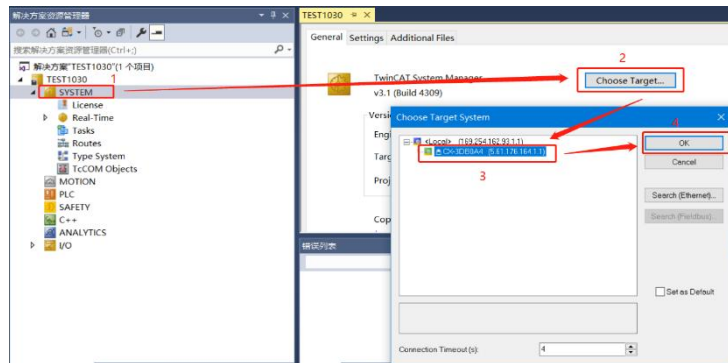 解决方案资源管理器
TEST1030
搜索解决方案资源管理器(Ctrl+;)
解决方案"TEST1030"(1 个项目)
TEST1030
1
SYSTEM
License
Real-Time
Tasks
Routes
Type System
TcCOM Objects
MOTION
PLC
SAFETY
C++
ANALYTICS
I/O
General Settings Additional Files
2
TwinCAT System Manager
v3.1 (Build 4309)
Choose Target...
Versi
Engi
Targ
Proj
Cop
错误列表
Choose Target System
<Local> (169.254.162.93.1.1)
CX-3DB0A4 (5.61.176.164.1.1)
3
4
OK
Cancel
Search (Ethernet)...
Search (Fieldbus)...
Set as Default
Connection Timeout (s):
4